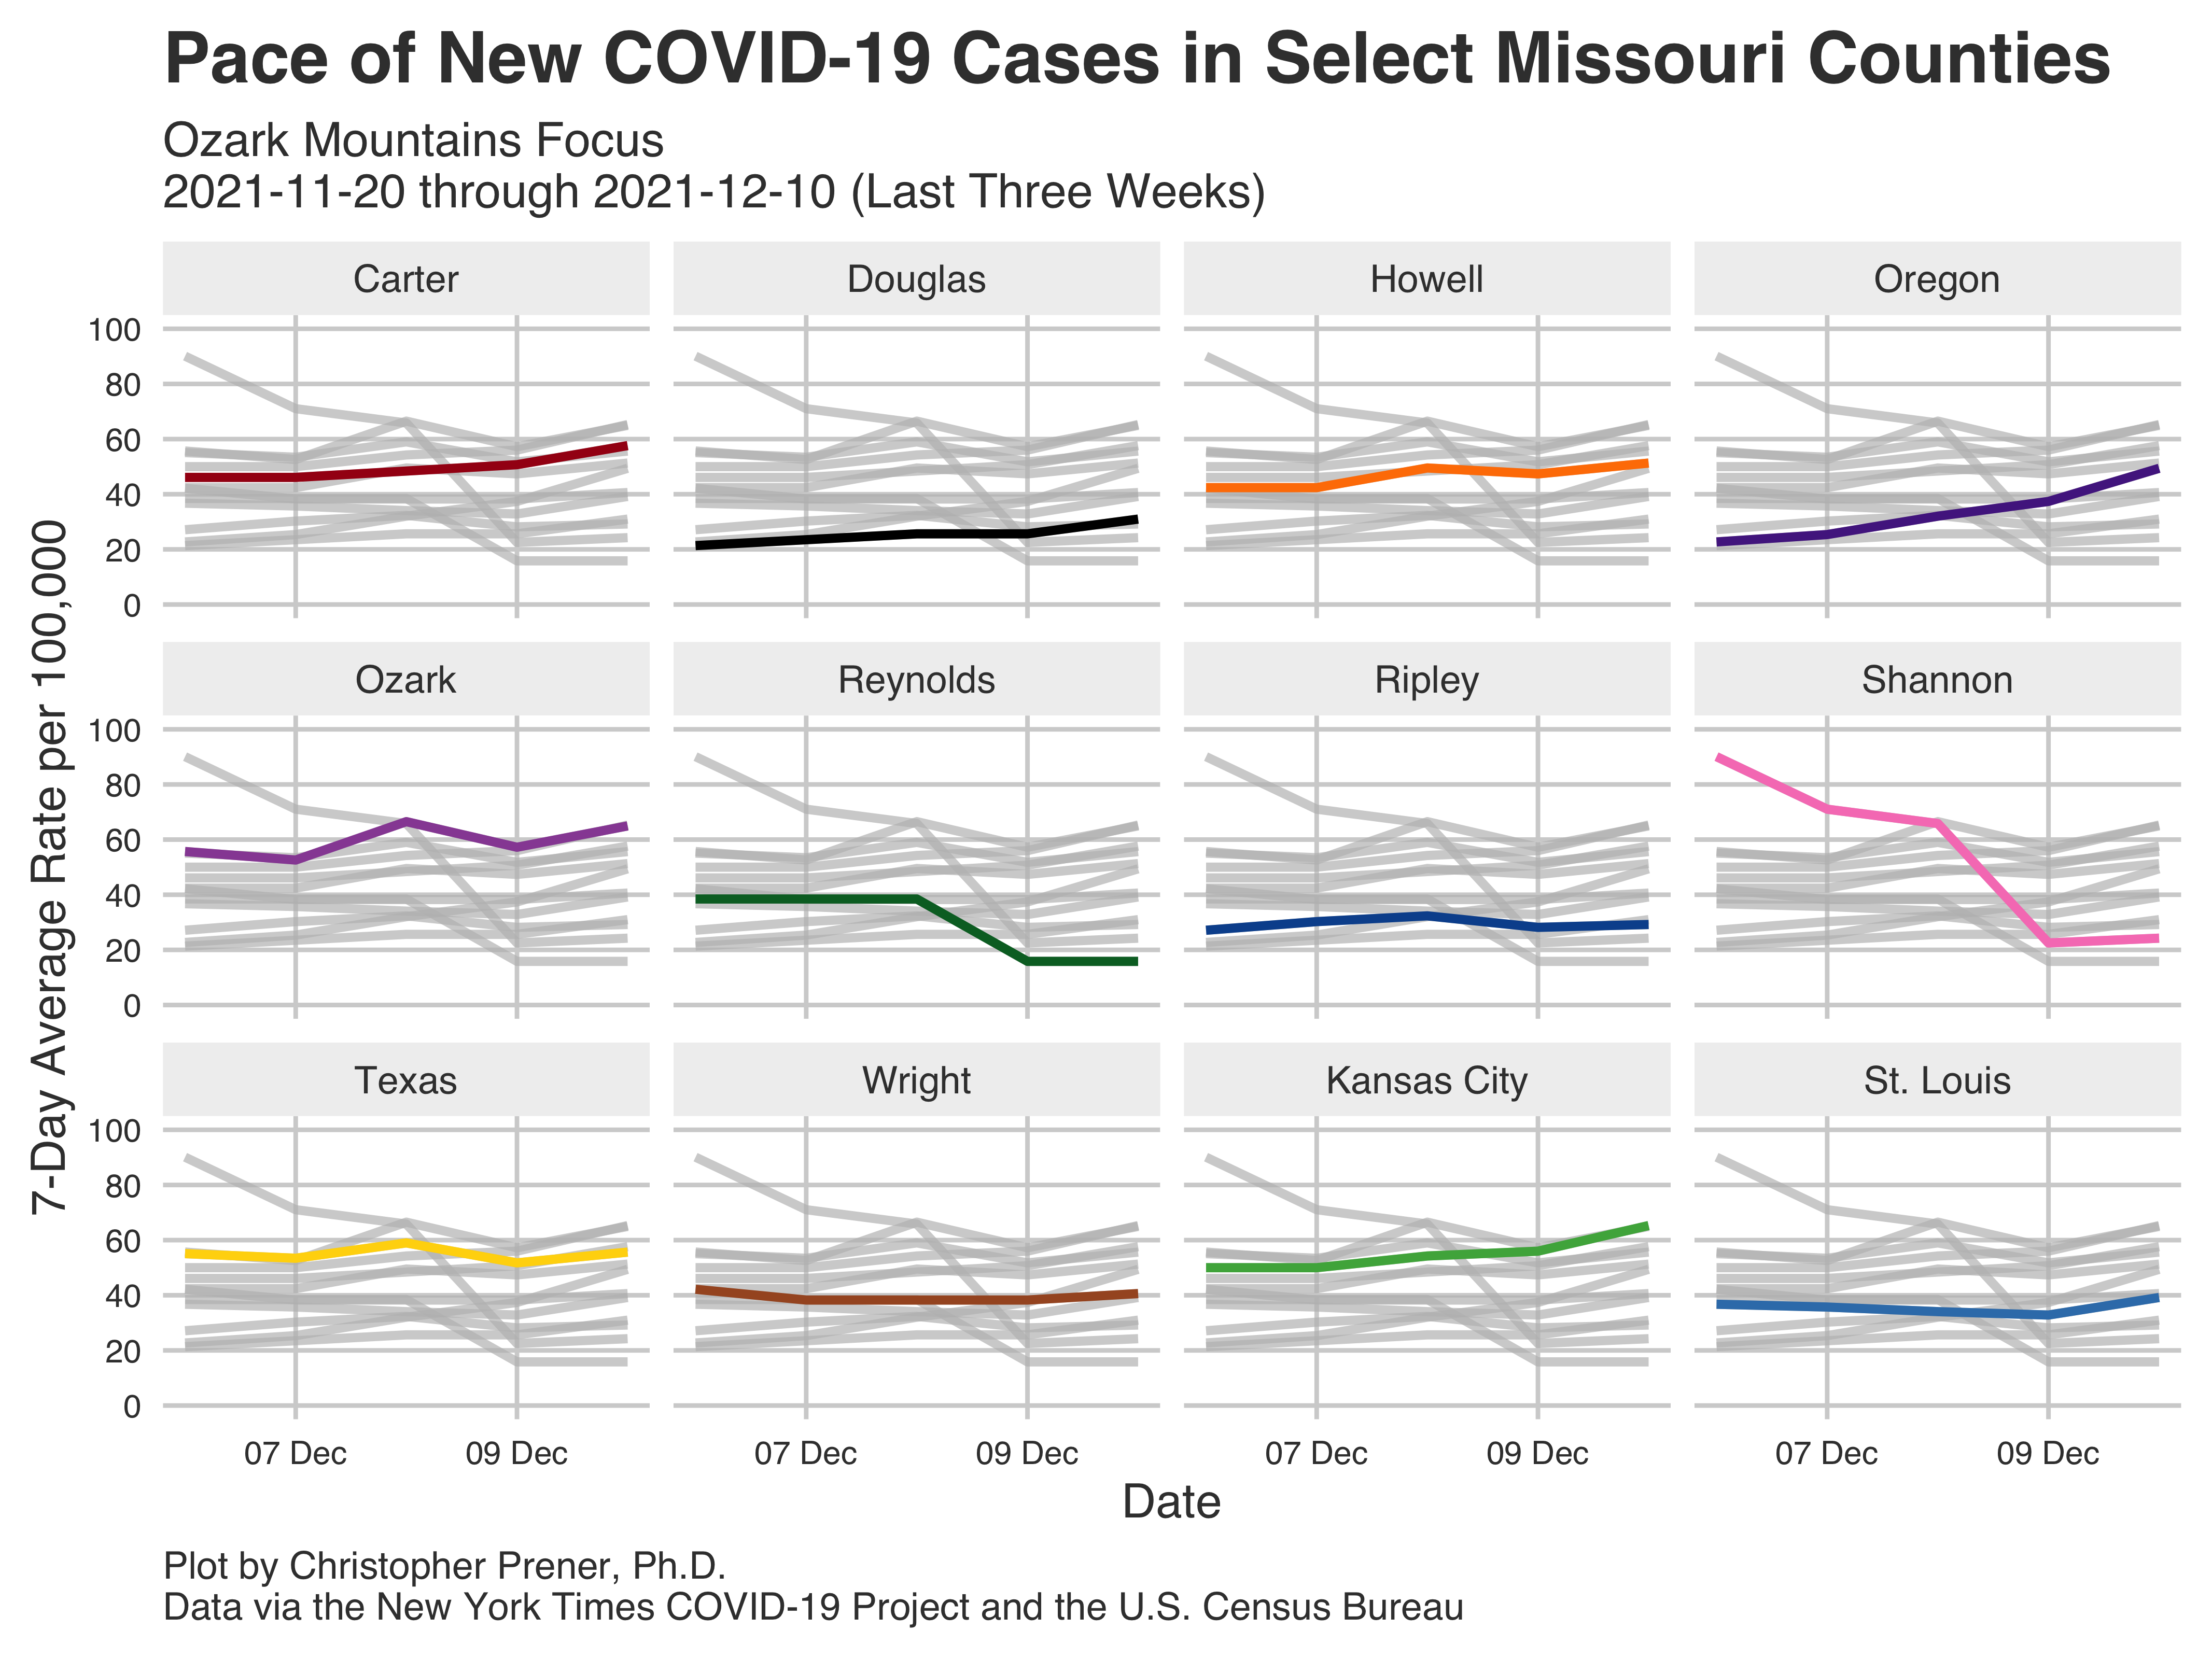 Pace of New COVID-19 Cases in Select Missouri Counties
Ozark Mountains Focus
2021-11-20 through 2021-12-10 (Last Three Weeks)
Carter
Douglas
Howell
Oregon
100
80
60
40
20
0
Ozark
Reynolds
Ripley
Shannon
100
80
60
40
20
0
Texas
Wright
Kansas City
St. Louis
100
80
60
40
20
0
7-Day Average Rate per 100,000
07 Dec
09 Dec
07 Dec
09 Dec
07 Dec
09 Dec
07 Dec
09 Dec
Date
Plot by Christopher Prener, Ph.D.
Data via the New York Times COVID-19 Project and the U.S. Census Bureau